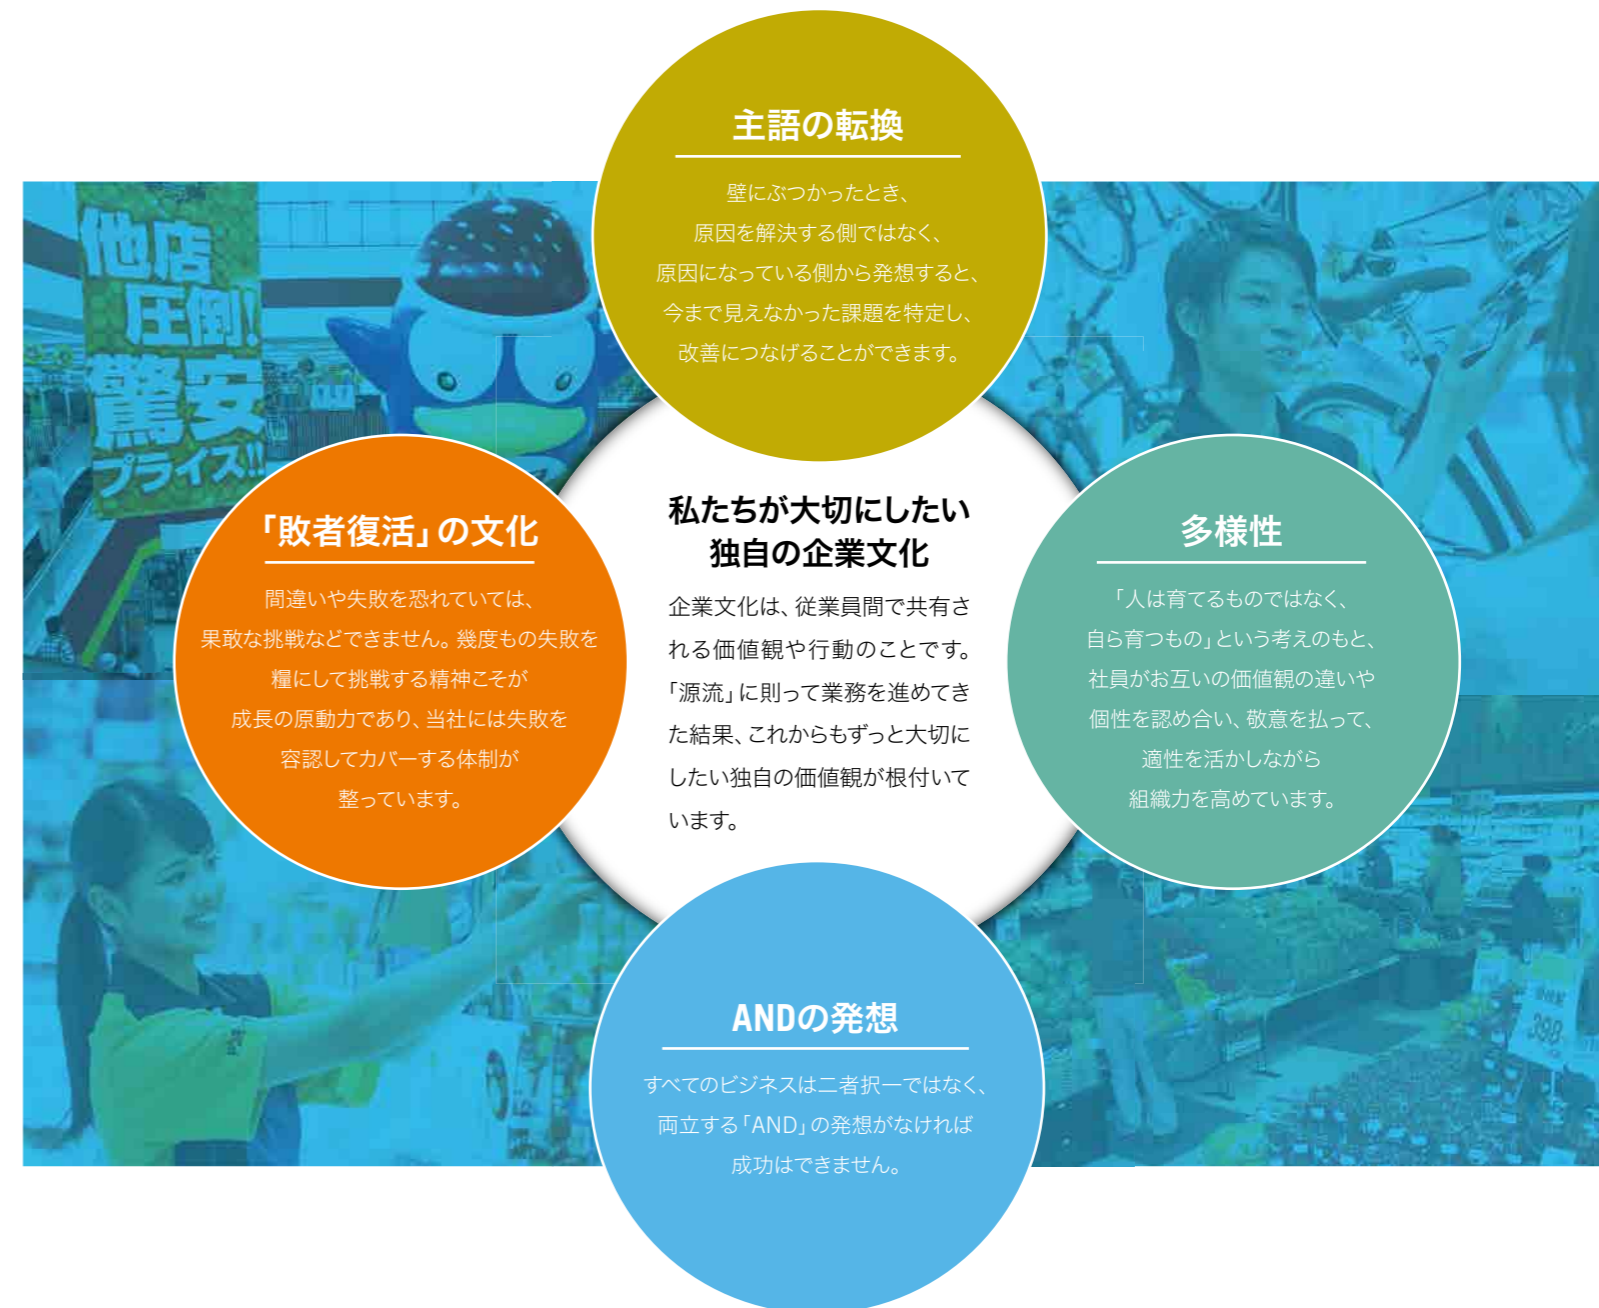 主語の転換
壁にぶつかったとき、
原因を解決する側ではなく、
原因になっている側から発想すると、
今まで見えなかった課題を特定し、
改善につなげることができます。
他店
圧倒!!
驚安
プライス!!
「敗者復活」の文化
間違いや失敗を恐れていては、
果敢な挑戦などできません。幾度もの失敗を
糧にして挑戦する精神こそが
成長の原動力であり、当社には失敗を
容認してカバーする体制が
整っています。
私たちが大切にしたい
独自の企業文化
企業文化は、従業員間で共有さ
れる価値観や行動のことです。
「源流」に則って業務を進めてき
た結果、これからもずっと大切に
したい独自の価値観が根付いて
います。
多様性
「人は育てるものではなく、
自ら育つもの」という考えのもと、
社員がお互いの価値観の違いや
個性を認め合い、敬意を払って、
適性を活かしながら
組織力を高めています。
ANDの発想
すべてのビジネスは二者択一ではなく、
両立する「AND」の発想がなければ
成功はできません。
398